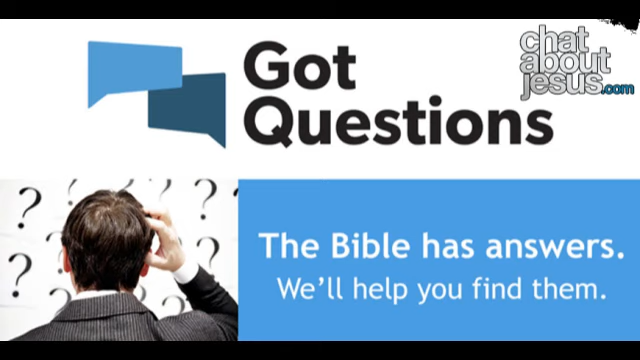 Got
Questions
chat
about
jesus.com
The Bible has answers.
We'll help you find them.